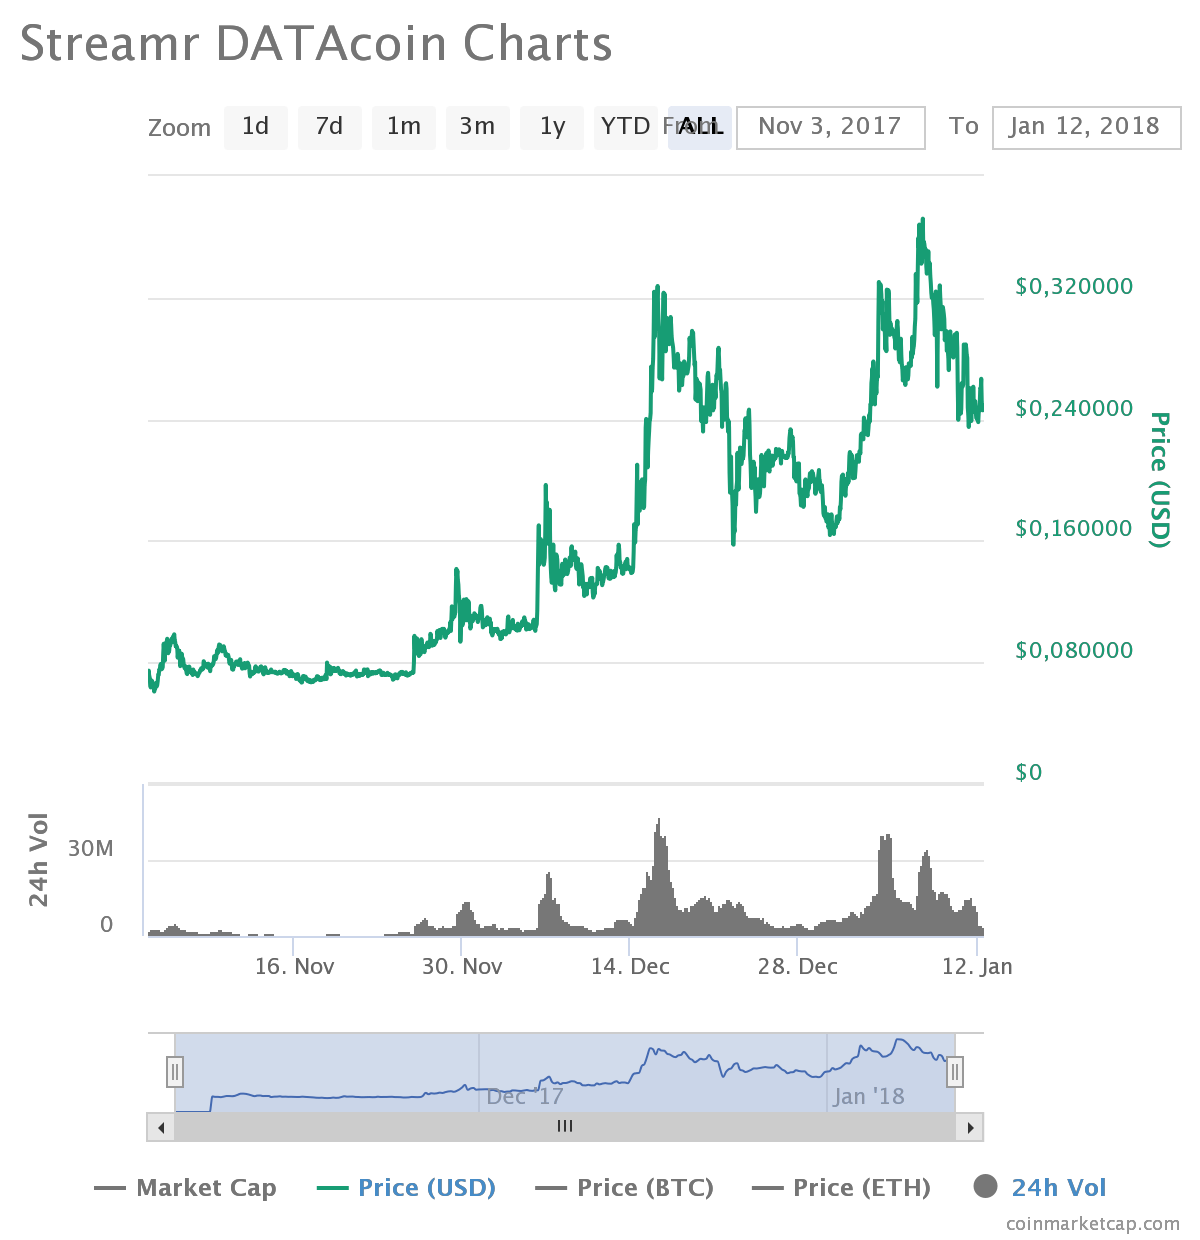 Streamr DATAcoin Charts
Zoom 1d 7d 1m 3m 1y YTD ALL From Nov 3, 2017 To Jan 12, 2018
$0,320000
$0,240000
$0,160000
$0,080000
$0
Price (USD)
24h Vol
30M
0
16. Nov 30. Nov 14. Dec 28. Dec 12. Jan
Dec '17 Jan '18
Market Cap Price (USD) Price (BTC) Price (ETH) 24h Vol
coinmarketcap.com